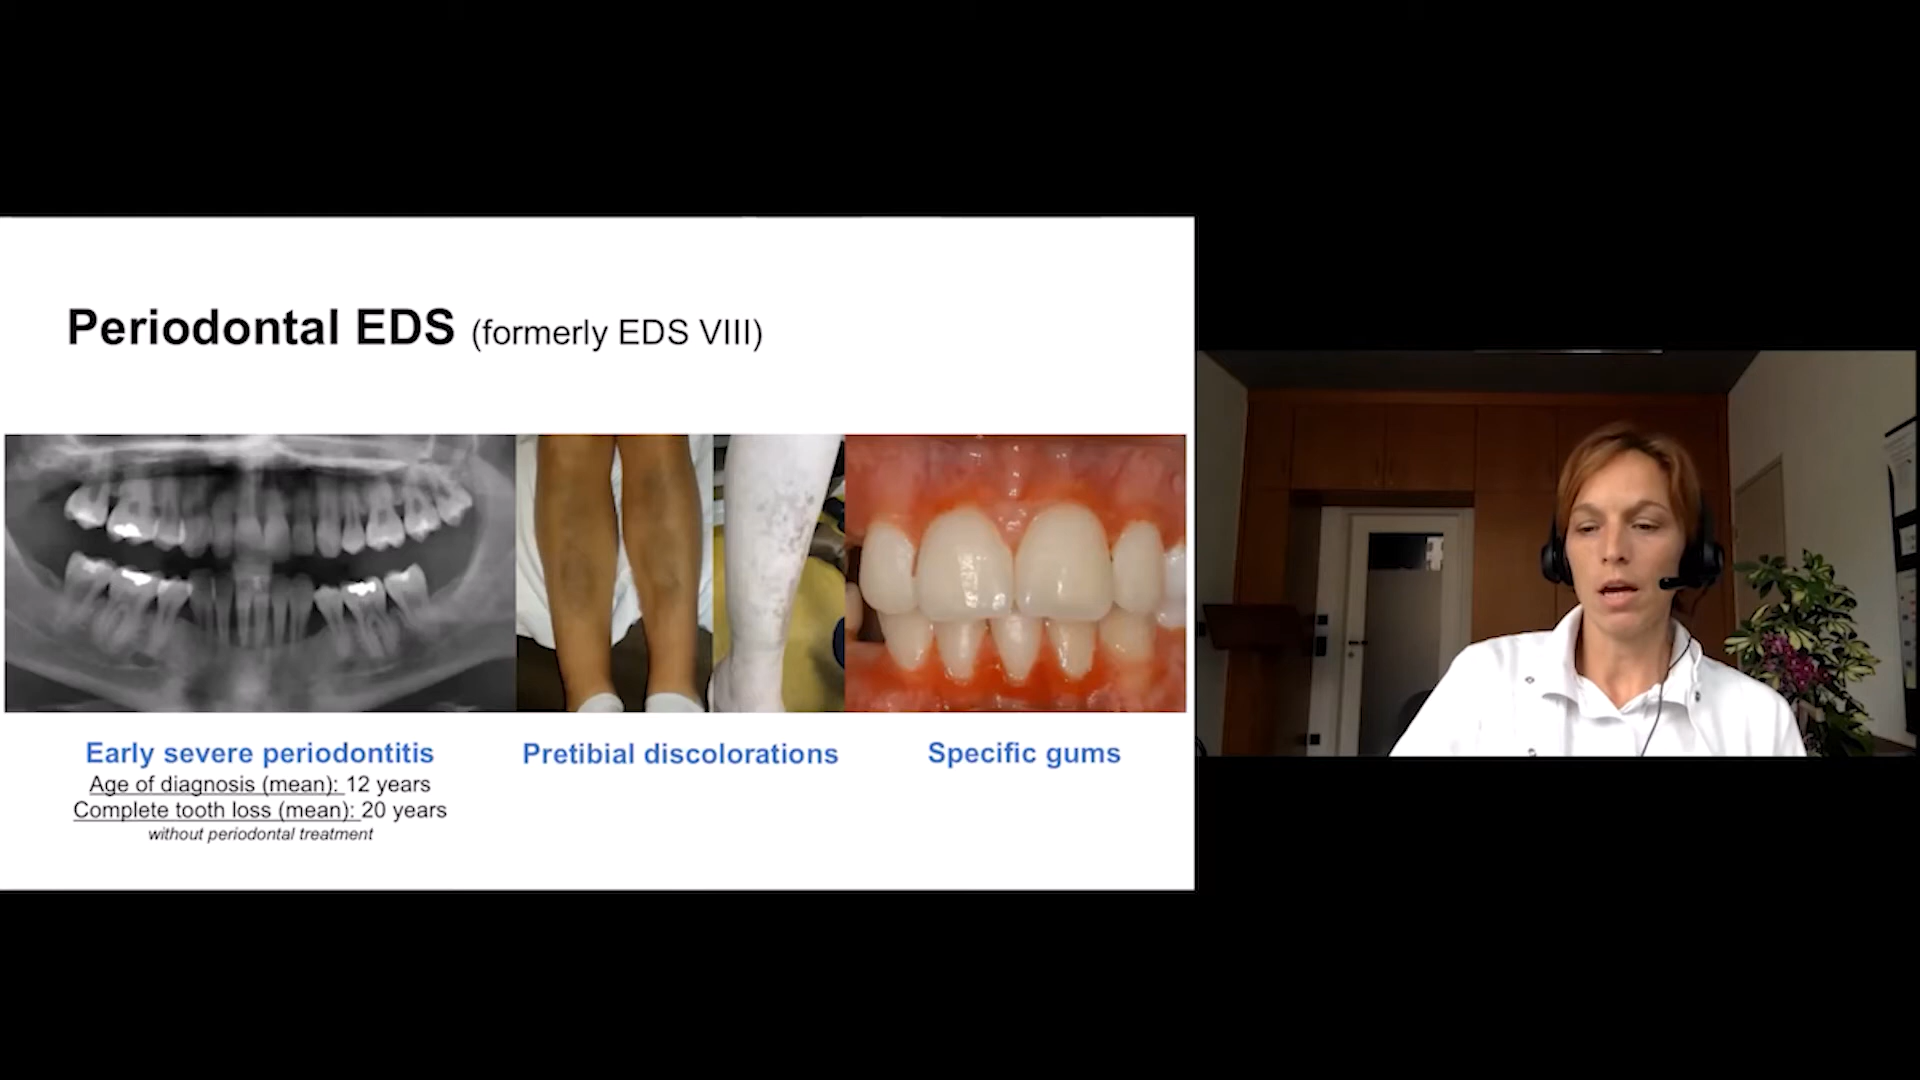 Periodontal EDS (formerly EDS VIII)
Early severe periodontitis
Age of diagnosis (mean): 12 years
Complete tooth loss (mean): 20 years
without periodontal treatment
Pretibial discolorations
Specific gums